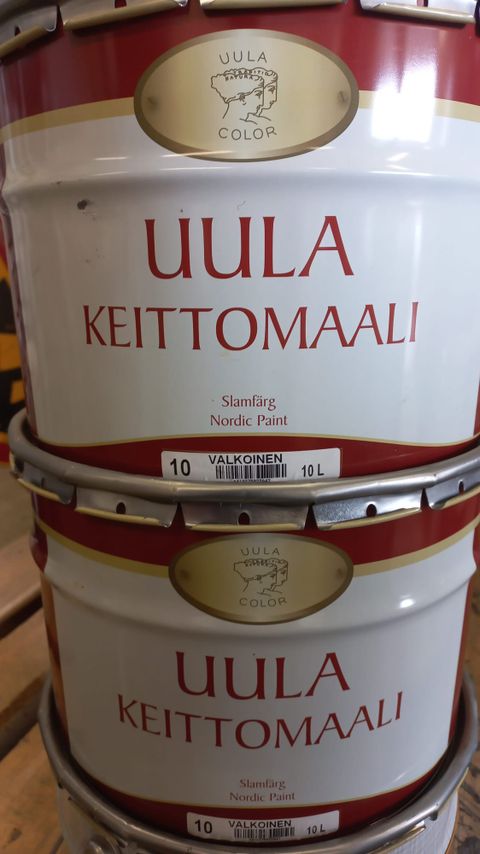 UULA
COLOR
UULA
KEITTOMAALI
Slamfärg
Nordic Paint
10 VALKOINEN 10 L
UULA
COLOR
UULA
KEITTOMAALI
Slamfärg
Nordic Paint
10 VALKOINEN 10 L